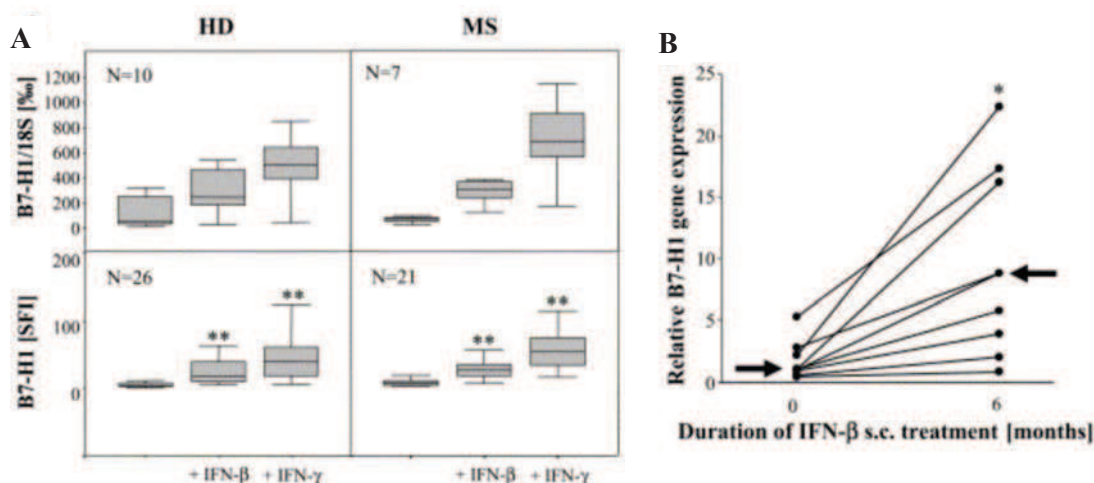 A
HD
MS
B7-H1/18S [‰]
1200
1000
800
600
400
200
0
N=10
N=7
B7-H1 [SFI]
200
100
0
N=26
N=21
**
**
**
**
+ IFN-β
+ IFN-γ
+ IFN-β
+ IFN-γ
B
Relative B7-H1 gene expression
25
20
15
10
5
0
*
0
6
Duration of IFN-β s.c. treatment [months]